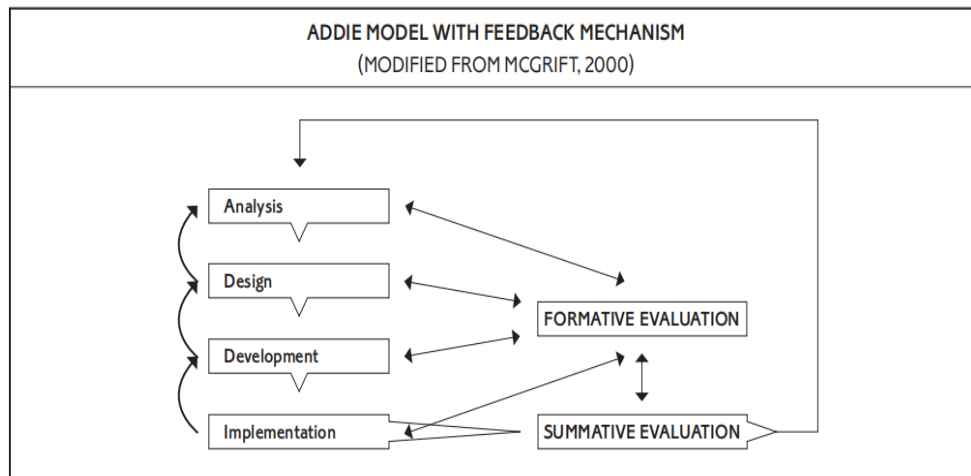 ADDIE MODEL WITH FEEDBACK MECHANISM
(MODIFIED FROM MCGRIFT, 2000)
Analysis
Design
FORMATIVE EVALUATION
Development
Implementation
SUMMATIVE EVALUATION